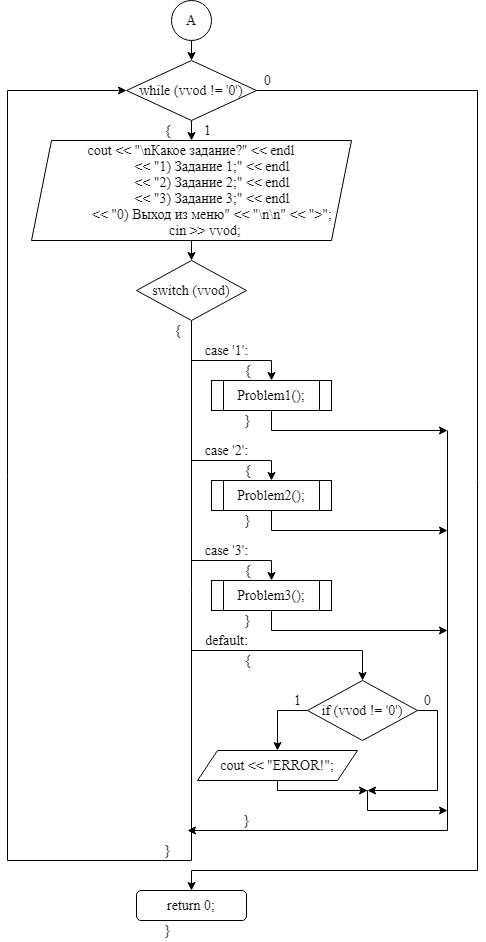 A
while (vvod != '0')
0
{
1
cout << "\nКакое задание?" << endl
<< "1) Задание 1;" << endl
<< "2) Задание 2;" << endl
<< "3) Задание 3;" << endl
<< "0) Выход из меню" << "\n\n" << ">";
cin >> vvod;
switch (vvod)
{
case '1':
{
Problem1();
}
case '2':
{
Problem2();
}
case '3':
{
Problem3();
}
default:
{
1
if (vvod != '0')
0
cout << "ERROR!";
}
}
return 0;
}